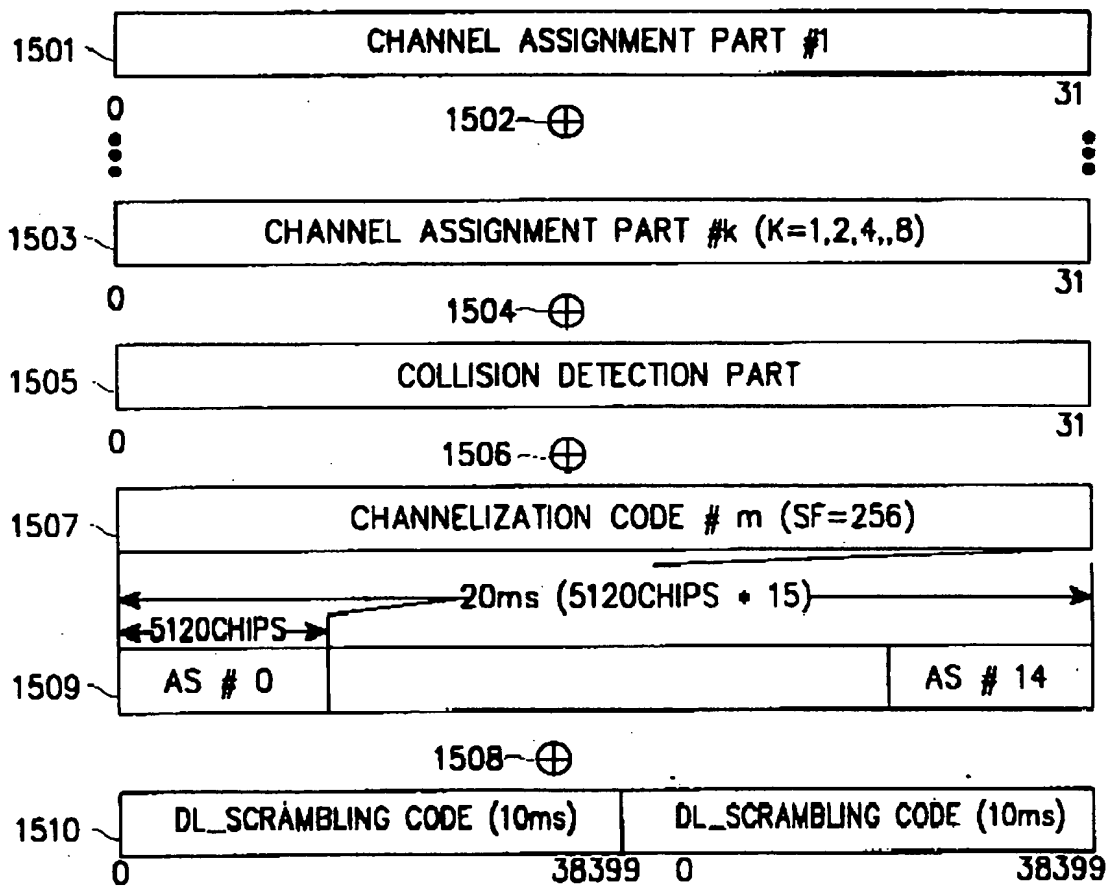 1501 CHANNEL ASSIGNMENT PART #1
0 31
1502
1503 CHANNEL ASSIGNMENT PART #k (K=1,2,4,,8)
0 31
1504
1505 COLLISION DETECTION PART
0 31
1506
1507 CHANNELIZATION CODE # m (SF=256)
20ms (5120CHIPS * 15)
5120CHIPS
1509 AS # 0 AS # 14
1508
1510 DL_SCRAMBLING CODE (10ms) DL_SCRAMBLING CODE (10ms)
0 38399 0 38399